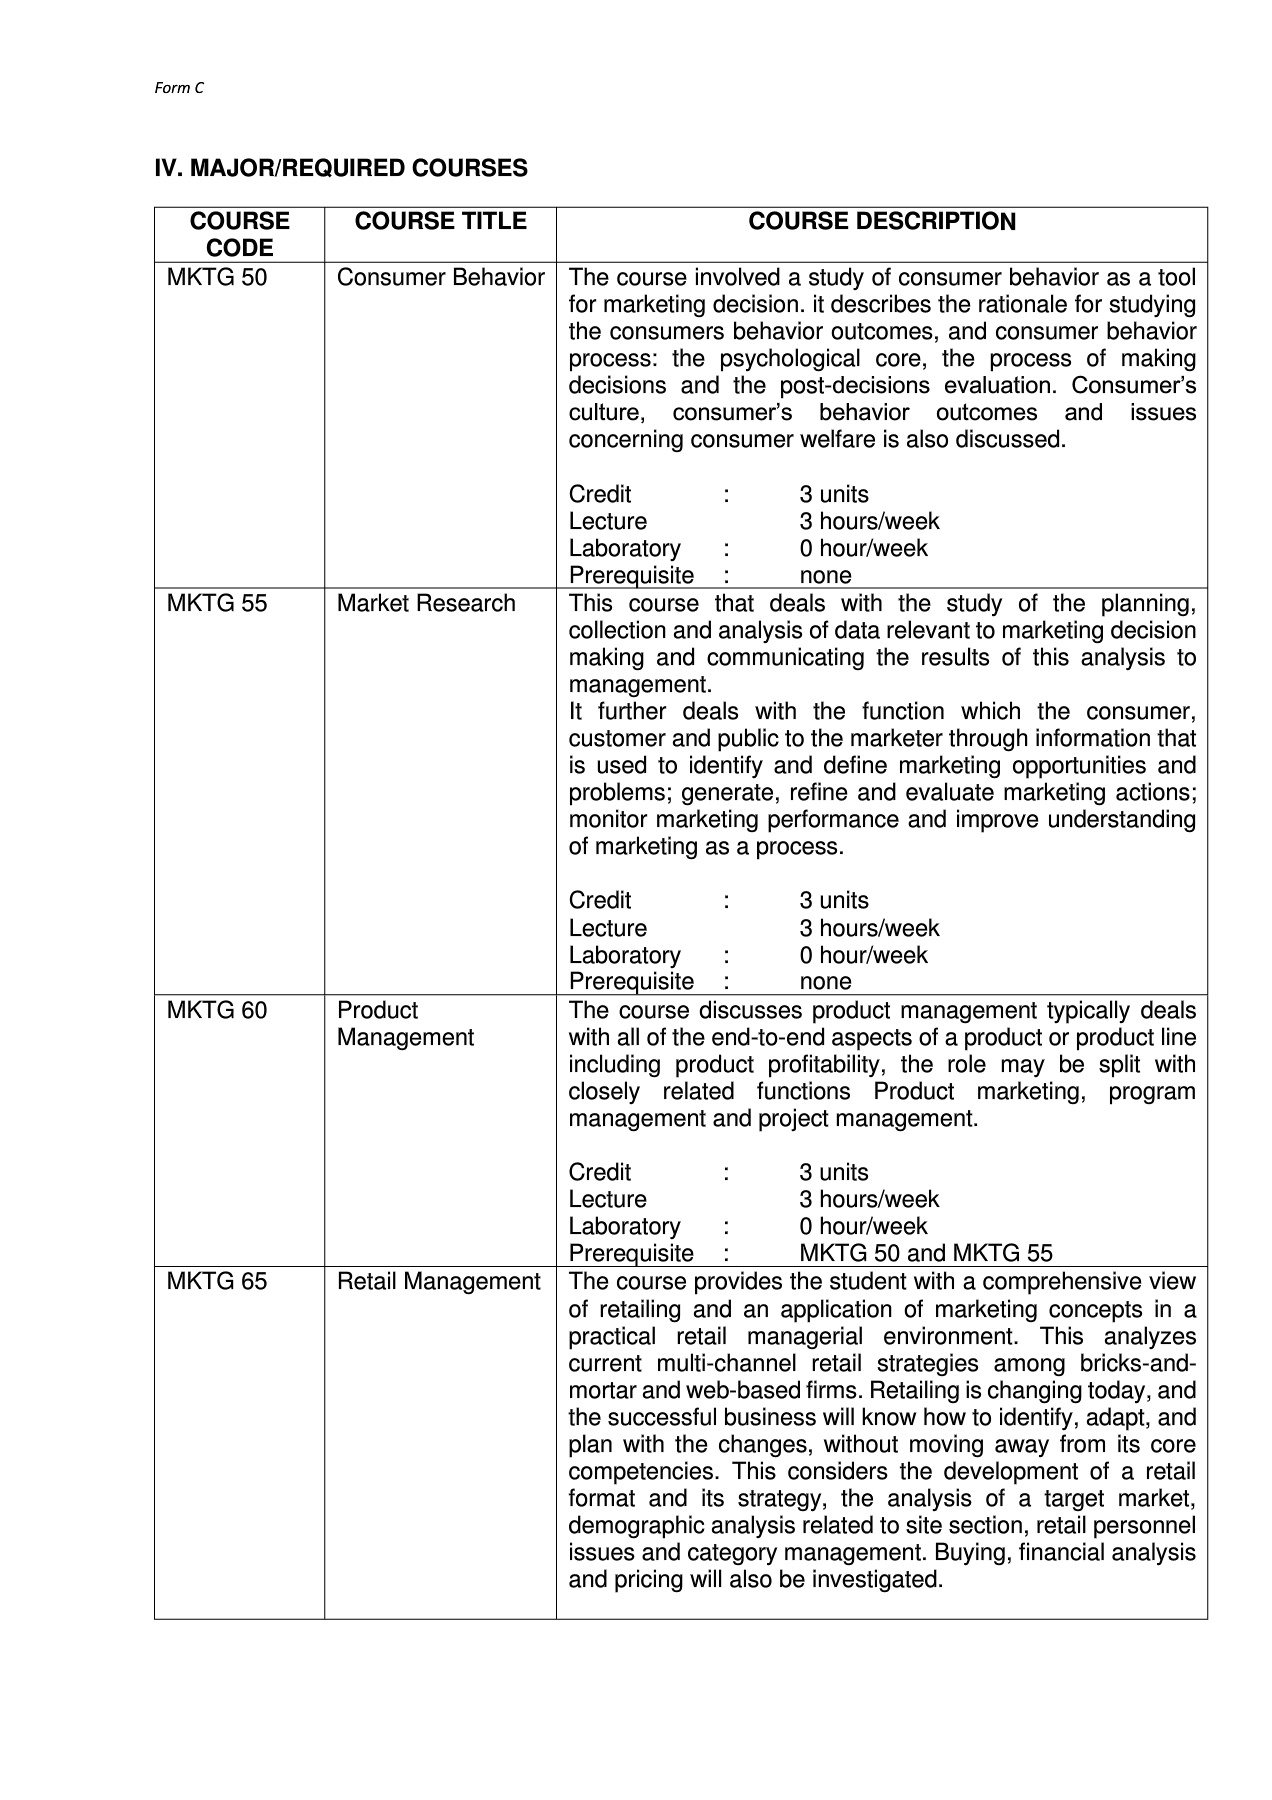 Form C
IV. MAJOR/REQUIRED COURSES
COURSE CODE COURSE TITLE COURSE DESCRIPTION
MKTG 50 Consumer Behavior The course involved a study of consumer behavior as a tool
for marketing decision. it describes the rationale for studying
the consumers behavior outcomes, and consumer behavior
process: the psychological core, the process of making
decisions and the post-decisions evaluation. Consumer’s
culture, consumer’s behavior outcomes and issues
concerning consumer welfare is also discussed.
Credit : 3 units
Lecture 3 hours/week
Laboratory : 0 hour/week
Prerequisite : none
MKTG 55 Market Research This course that deals with the study of the planning,
collection and analysis of data relevant to marketing decision
making and communicating the results of this analysis to
management.
It further deals with the function which the consumer,
customer and public to the marketer through information that
is used to identify and define marketing opportunities and
problems; generate, refine and evaluate marketing actions;
monitor marketing performance and improve understanding
of marketing as a process.
Credit : 3 units
Lecture 3 hours/week
Laboratory : 0 hour/week
Prerequisite : none
MKTG 60 Product Management The course discusses product management typically deals
with all of the end-to-end aspects of a product or product line
including product profitability, the role may be split with
closely related functions Product marketing, program
management and project management.
Credit : 3 units
Lecture 3 hours/week
Laboratory : 0 hour/week
Prerequisite : MKTG 50 and MKTG 55
MKTG 65 Retail Management The course provides the student with a comprehensive view
of retailing and an application of marketing concepts in a
practical retail managerial environment. This analyzes
current multi-channel retail strategies among bricks-and-
mortar and web-based firms. Retailing is changing today, and
the successful business will know how to identify, adapt, and
plan with the changes, without moving away from its core
competencies. This considers the development of a retail
format and its strategy, the analysis of a target market,
demographic analysis related to site section, retail personnel
issues and category management. Buying, financial analysis
and pricing will also be investigated.